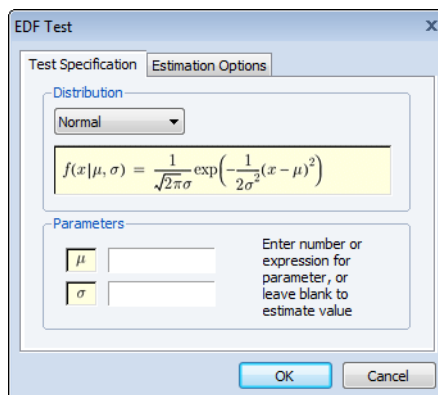 EDF Test x
Test Specification Estimation Options
Distribution
Normal
f(x|μ, σ) = 1/(√2πσ) exp(−1/(2σ²)(x − μ)²)
Parameters
μ
σ
Enter number or
expression for
parameter, or
leave blank to
estimate value
OK Cancel